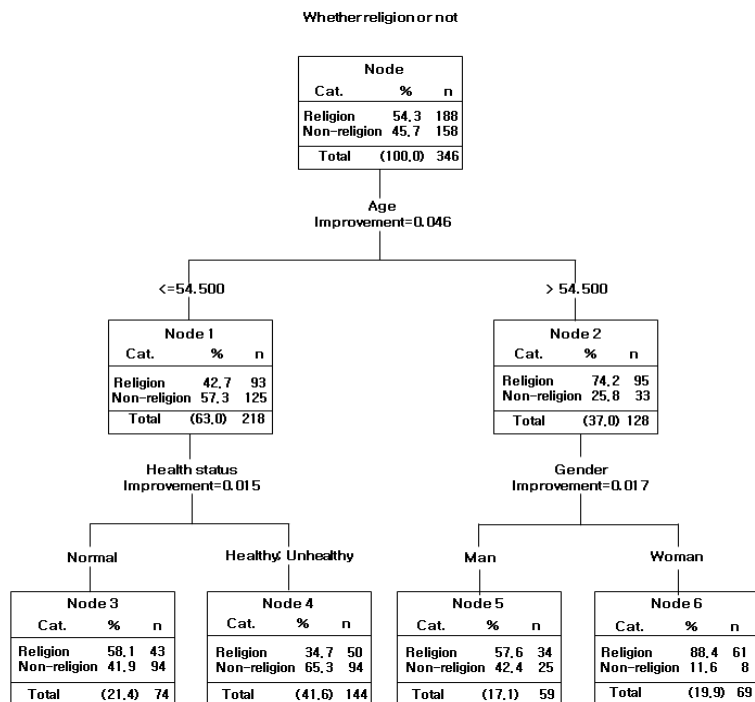 Whether religion or not
Node
Cat. % n
Religion 54.3 188
Non-religion 45.7 158
Total (100.0) 346
Age
Improvement=0.046
<=54.500
> 54.500
Node 1
Cat. % n
Religion 42.7 93
Non-religion 57.3 125
Total (63.0) 218
Node 2
Cat. % n
Religion 74.2 95
Non-religion 25.8 33
Total (37.0) 128
Health status
Improvement=0.015
Gender
Improvement=0.017
Normal
Healthy; Unhealthy
Man
Woman
Node 3
Cat. % n
Religion 58.1 43
Non-religion 41.9 94
Total (21.4) 74
Node 4
Cat. % n
Religion 34.7 50
Non-religion 65.3 94
Total (41.6) 144
Node 5
Cat. % n
Religion 57.6 34
Non-religion 42.4 25
Total (17.1) 59
Node 6
Cat. % n
Religion 88.4 61
Non-religion 11.6 8
Total (19.9) 69